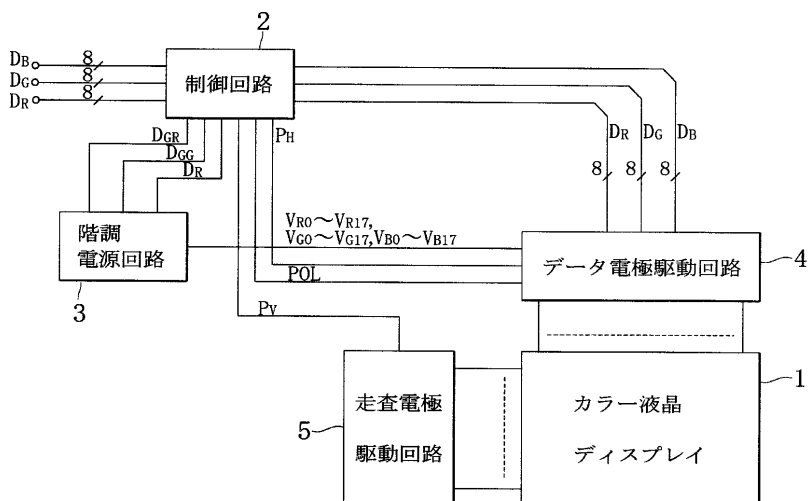 2
DB 8
DG 8
DR 8
制御回路
DGR
DGG
DR
PH
DR DG DB
8 8 8
VR0～VR17,
VG0～VG17,VB0～VB17
階調
電源回路
3
POL
データ電極駆動回路
4
PV
1
走査電極
駆動回路
5
カラー液晶
ディスプレイ